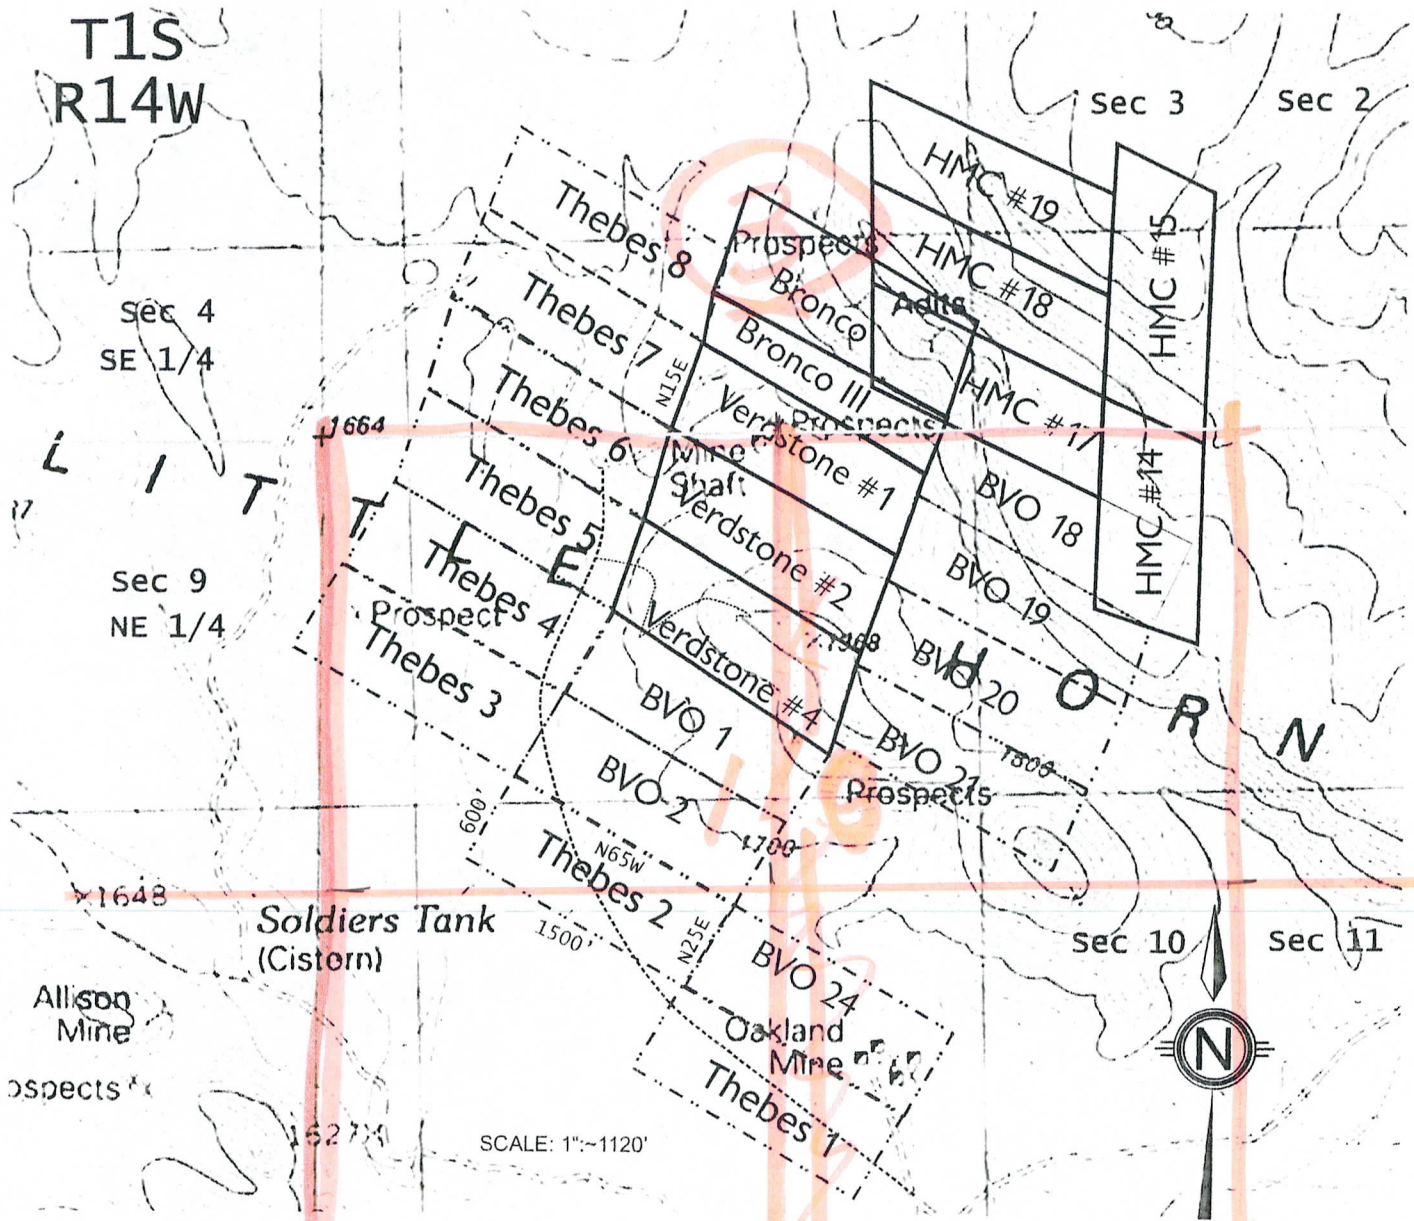 T1S
R14W
Sec 3
Sec 2
HMC #19
HMC #15
Thebes 8
Prospects
HMC #18
Bronco
Adits
Sec 4
SE 1/4
Thebes 7
Bronco III
N15E
HMC #17
Thebes 6
Verdstone #1
Prospects
1664
Mine
Shaft
L I T T L E
HMC #14
BVO 18
Thebes 5
Verdstone #2
BVO 19
Sec 9
NE 1/4
Thebes 4
Prospect
Verdstone #4
1968
BVO 20
H O R N
Thebes 3
BVO 1
BVO 21
1808
Prospects
BVO 2
600'
1700
N65W
Thebes 2
1648
Soldiers Tank
(Cistern)
1500'
N25E
Sec 10
Sec 11
BVO 24
Allison
Mine
Oakland
Mine
N
ospects
Thebes 1
SCALE: 1":~1120'
3
10